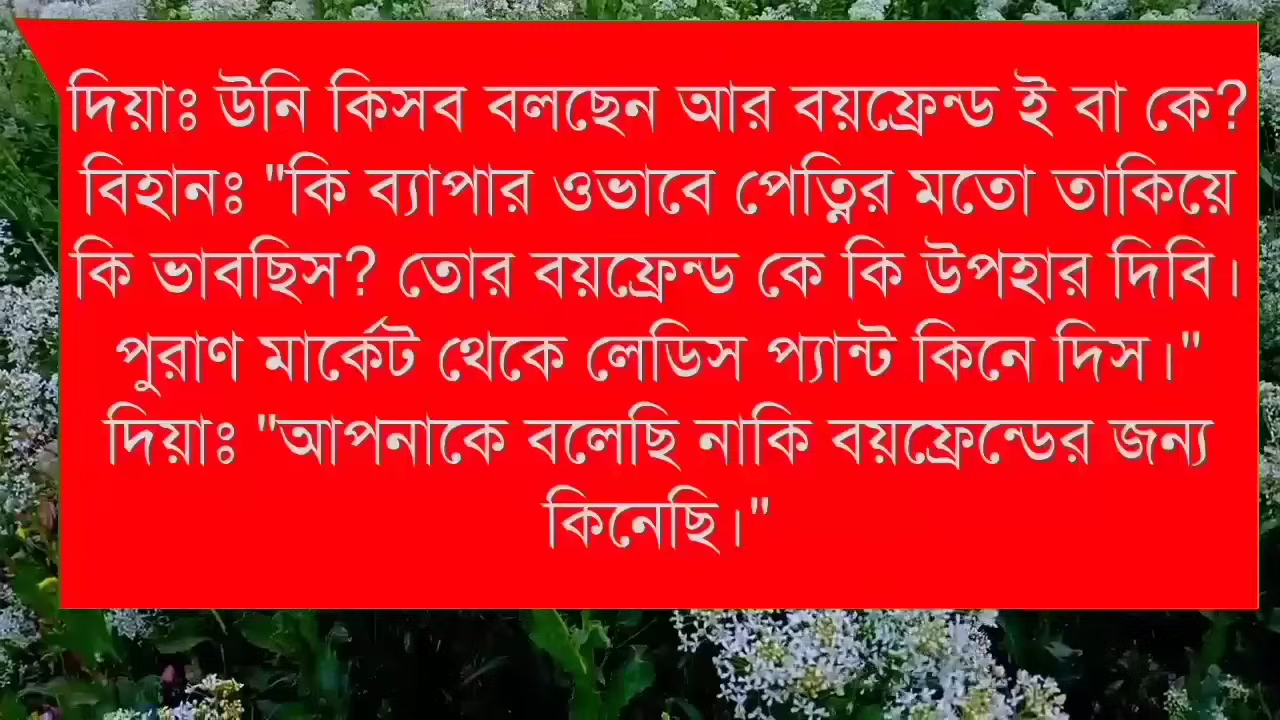 দিয়াঃ উনি কিসব বলছেন আর বয়ফ্রেন্ড ই বা কে?
বিহানঃ "কি ব্যাপার ওভাবে পেত্নির মতো তাকিয়ে
কি ভাবছিস? তোর বয়ফ্রেন্ড কে কি উপহার দিবি।
পুরাণ মার্কেট থেকে লেডিস প্যান্ট কিনে দিস।"
দিয়াঃ "আপনাকে বলেছি নাকি বয়ফ্রেন্ডের জন্য
কিনেছি।"